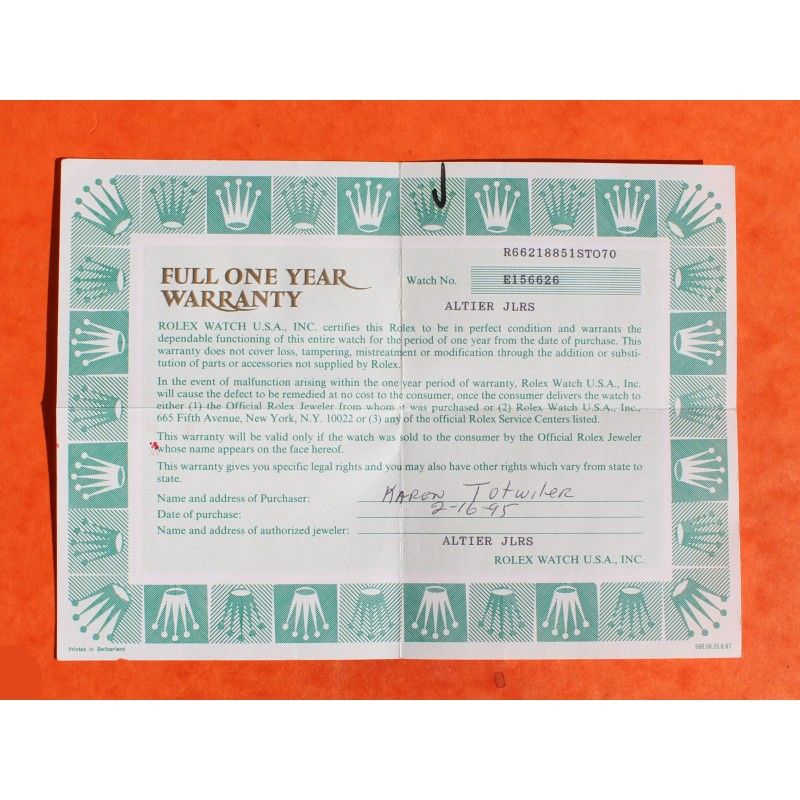 R66218851STO70
FULL ONE YEAR
WARRANTY
Watch No. E156626
ALTIER JLRS
ROLEX WATCH U.S.A., INC. certifies this Rolex to be in perfect condition and warrants the
dependable functioning of this entire watch for the period of one year from the date of purchase. This
warranty does not cover loss, tampering, mistreatment or modification through the addition or substi-
tution of parts or accessories not supplied by Rolex.
In the event of malfunction arising within the one year period of warranty, Rolex Watch U.S.A., Inc.
will cause the defect to be remedied at no cost to the consumer, once the consumer delivers the watch to
either (1) the Official Rolex Jeweler from whom it was purchased or (2) Rolex Watch U.S.A., Inc.,
665 Fifth Avenue, New York, N.Y. 10022 or (3) any of the official Rolex Service Centers listed.
This warranty will be valid only if the watch was sold to the consumer by the Official Rolex Jeweler
whose name appears on the face hereof.
This warranty gives you specific legal rights and you may also have other rights which vary from state to
state.
Name and address of Purchaser: Karen Totwiler
Date of purchase: 2-16-95
Name and address of authorized jeweler:
ALTIER JLRS
ROLEX WATCH U.S.A., INC.
Printed in Switzerland
568.06.25 6.87